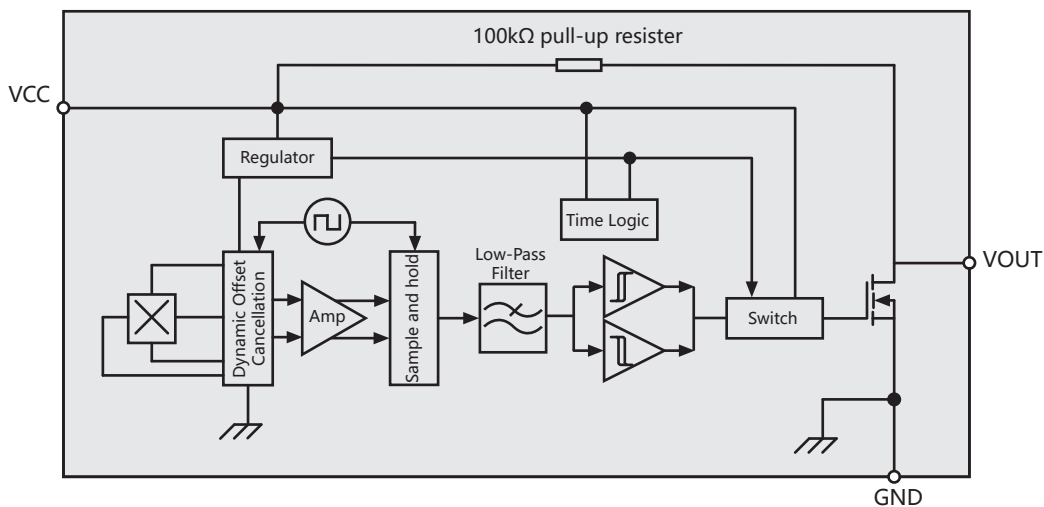 100kΩ pull-up resister
VCC
Regulator
Time Logic
Low-Pass
Filter
VOUT
Dynamic Offset
Cancellation
Amp
Sample and hold
Switch
GND